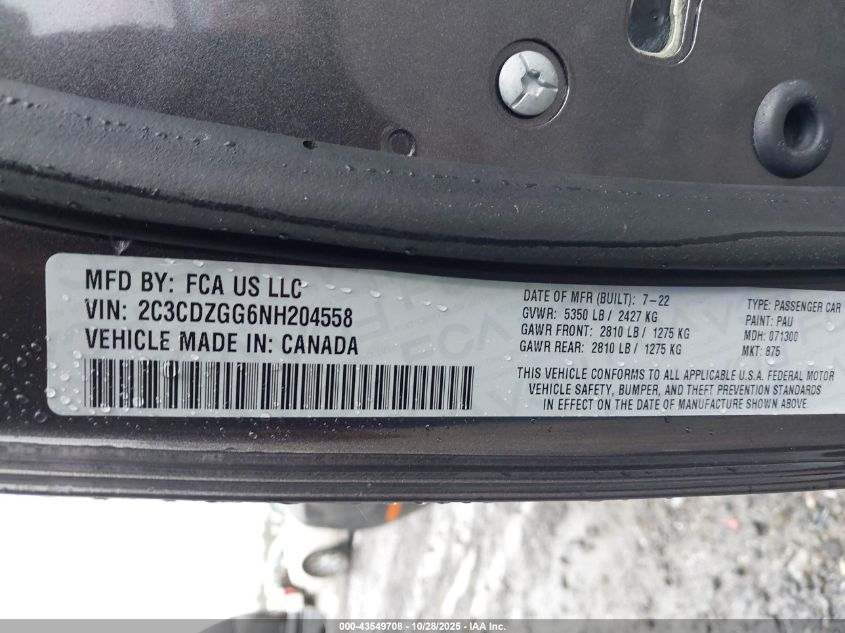 MFD BY: FCA US LLC
VIN: 2C3CDZGG6NH204558
VEHICLE MADE IN: CANADA
DATE OF MFR (BUILT): 7-22
GVWR: 5350 LB / 2427 KG
GAWR FRONT: 2810 LB / 1275 KG
GAWR REAR: 2810 LB / 1275 KG
TYPE: PASSENGER CAR
PAINT: PAU
MDH: 071300
MKT: 875
THIS VEHICLE CONFORMS TO ALL APPLICABLE U.S.A. FEDERAL MOTOR
VEHICLE SAFETY, BUMPER, AND THEFT PREVENTION STANDARDS
IN EFFECT ON THE DATE OF MANUFACTURE SHOWN ABOVE
000-43549708 - 10/28/2025 - IAA Inc.